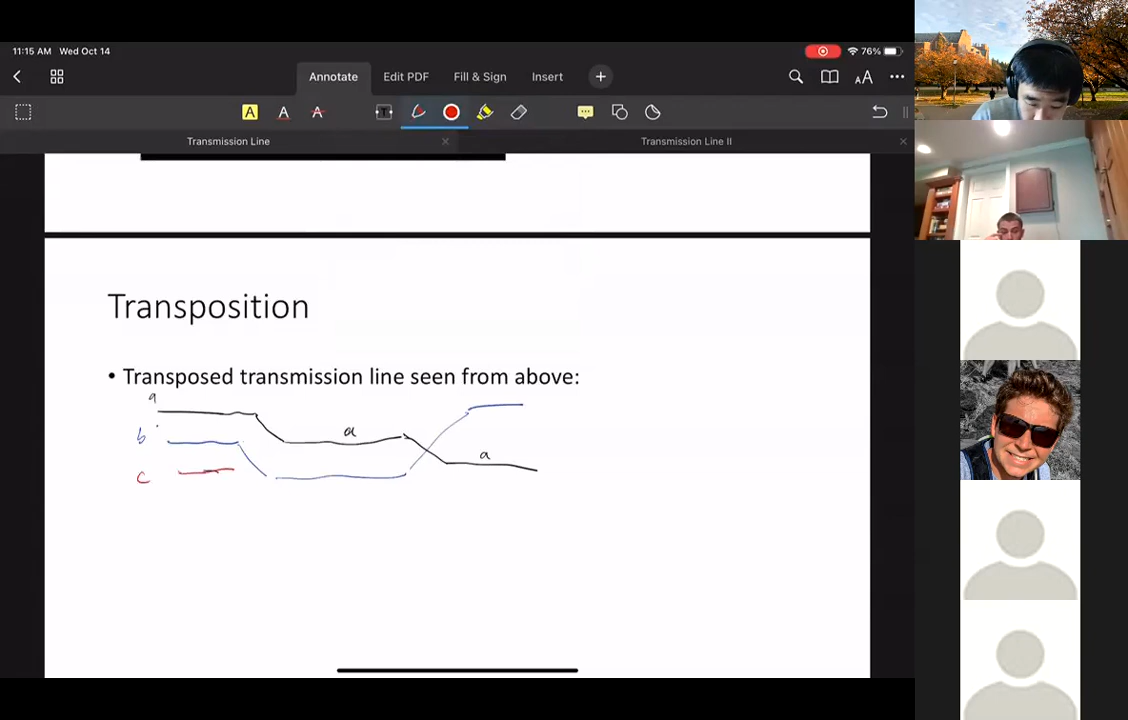 11:15 AM Wed Oct 14
76%
Annotate Edit PDF Fill & Sign Insert
AA
A A A T
Transmission Line
Transmission Line II
Transposition
• Transposed transmission line seen from above:
a
b
a
a
c